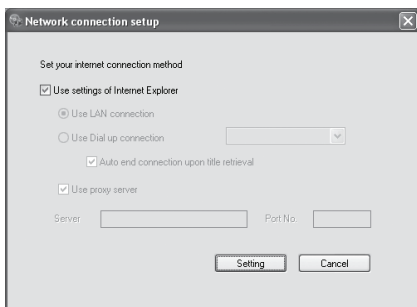 Network connection setup
Set your internet connection method
Use settings of Internet Explorer
Use LAN connection
Use Dial up connection
Auto end connection upon title retrieval
Use proxy server
Server Port No.
Setting Cancel